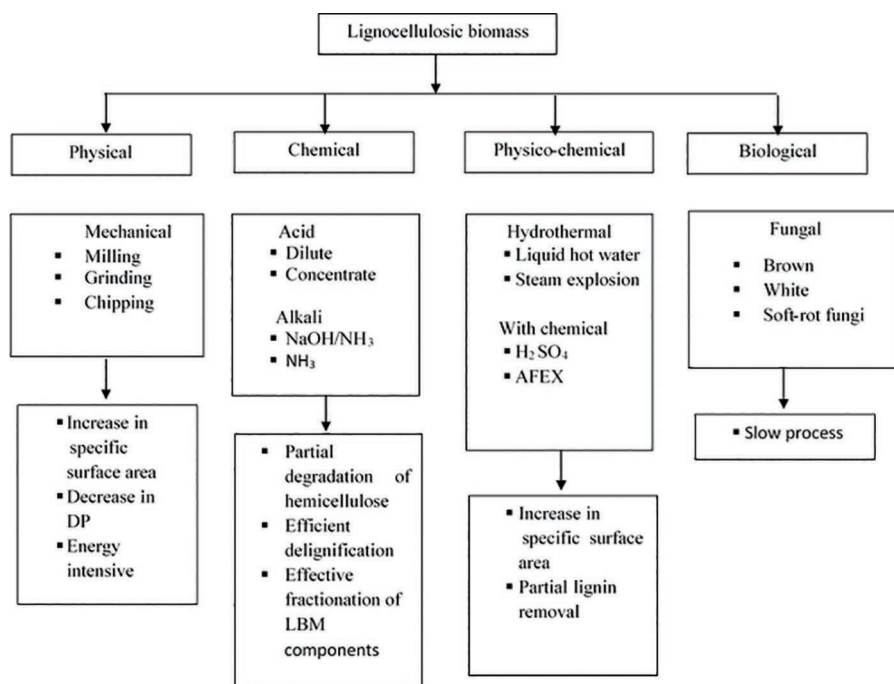 Lignocellulosic biomass
Physical
Chemical
Physico-chemical
Biological
Mechanical
▪ Milling
▪ Grinding
▪ Chipping
Acid
▪ Dilute
▪ Concentrate
Alkali
▪ NaOH/NH₃
▪ NH₃
Hydrothermal
▪ Liquid hot water
▪ Steam explosion
With chemical
▪ H₂SO₄
▪ AFEX
Fungal
▪ Brown
▪ White
▪ Soft-rot fungi
▪ Increase in
specific
surface area
▪ Decrease in
DP
▪ Energy
intensive
▪ Partial
degradation of
hemicellulose
▪ Efficient
delignification
▪ Effective
fractionation of
LBM
components
▪ Increase in
specific surface
area
▪ Partial lignin
removal
▪ Slow process